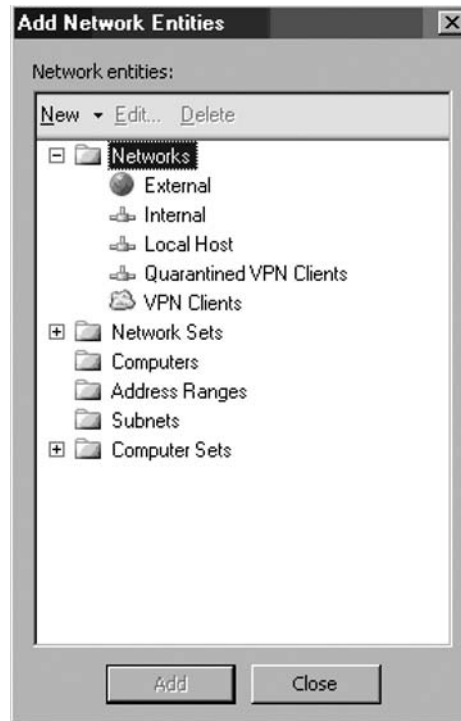 Add Network Entities
Network entities:
New Edit... Delete
Networks
External
Internal
Local Host
Quarantined VPN Clients
VPN Clients
Network Sets
Computers
Address Ranges
Subnets
Computer Sets
Add Close